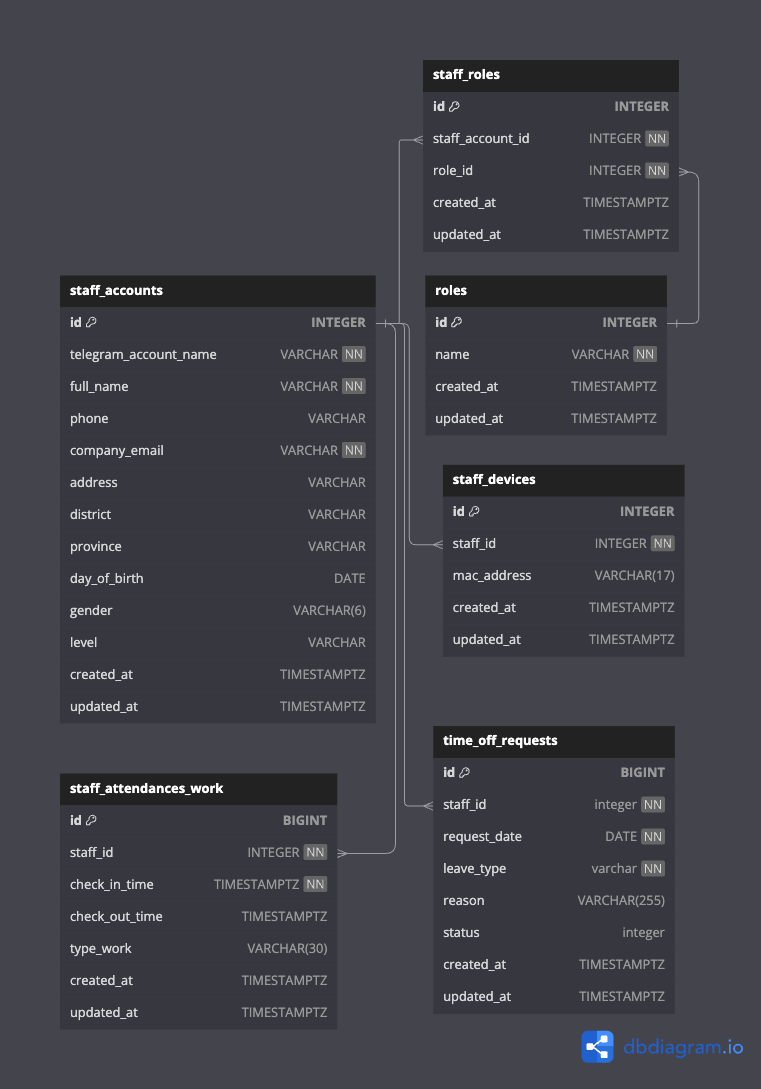 staff_roles
id INTEGER
staff_account_id INTEGER NN
role_id INTEGER NN
created_at TIMESTAMPTZ
updated_at TIMESTAMPTZ
staff_accounts
id INTEGER
telegram_account_name VARCHAR NN
full_name VARCHAR NN
phone VARCHAR
company_email VARCHAR NN
address VARCHAR
district VARCHAR
province VARCHAR
day_of_birth DATE
gender VARCHAR(6)
level VARCHAR
created_at TIMESTAMPTZ
updated_at TIMESTAMPTZ
roles
id INTEGER
name VARCHAR NN
created_at TIMESTAMPTZ
updated_at TIMESTAMPTZ
staff_devices
id INTEGER
staff_id INTEGER NN
mac_address VARCHAR(17)
created_at TIMESTAMPTZ
updated_at TIMESTAMPTZ
time_off_requests
id BIGINT
staff_id integer NN
request_date DATE NN
leave_type varchar NN
reason VARCHAR(255)
status integer
created_at TIMESTAMPTZ
updated_at TIMESTAMPTZ
staff_attendances_work
id BIGINT
staff_id INTEGER NN
check_in_time TIMESTAMPTZ NN
check_out_time TIMESTAMPTZ
type_work VARCHAR(30)
created_at TIMESTAMPTZ
updated_at TIMESTAMPTZ
dbdiagram.io